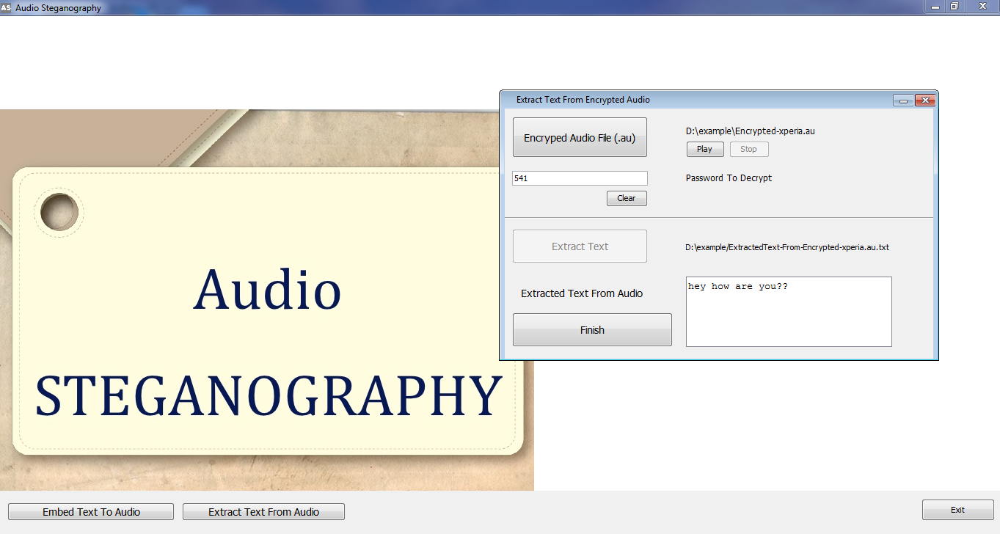 AS Audio Steganography
Audio
STEGANOGRAPHY
Extract Text From Encrypted Audio
Encryped Audio File (.au)
D:\example\Encrypted-xperia.au
Play Stop
541
Password To Decrypt
Clear
Extract Text
D:\example/ExtractedText-From-Encrypted-xperia.au.txt
Extracted Text From Audio
hey how are you??
Finish
Embed Text To Audio Extract Text From Audio Exit